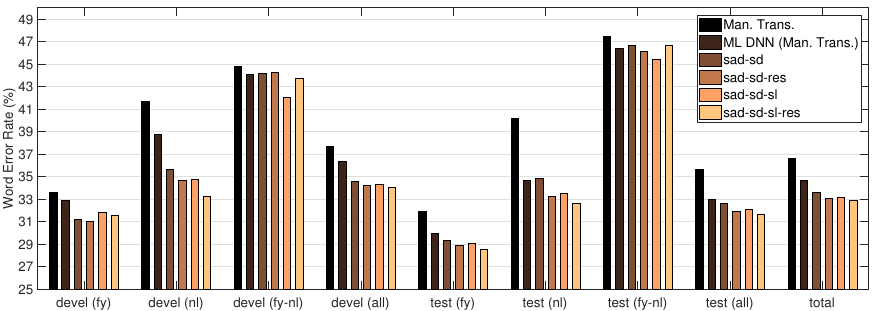 49
47
45
43
41
39
37
35
33
31
29
27
25
Word Error Rate (%)
Man. Trans.
ML DNN (Man. Trans.)
sad-sd
sad-sd-res
sad-sd-sl
sad-sd-sl-res
devel (fy) devel (nl) devel (fy-nl) devel (all) test (fy) test (nl) test (fy-nl) test (all) total